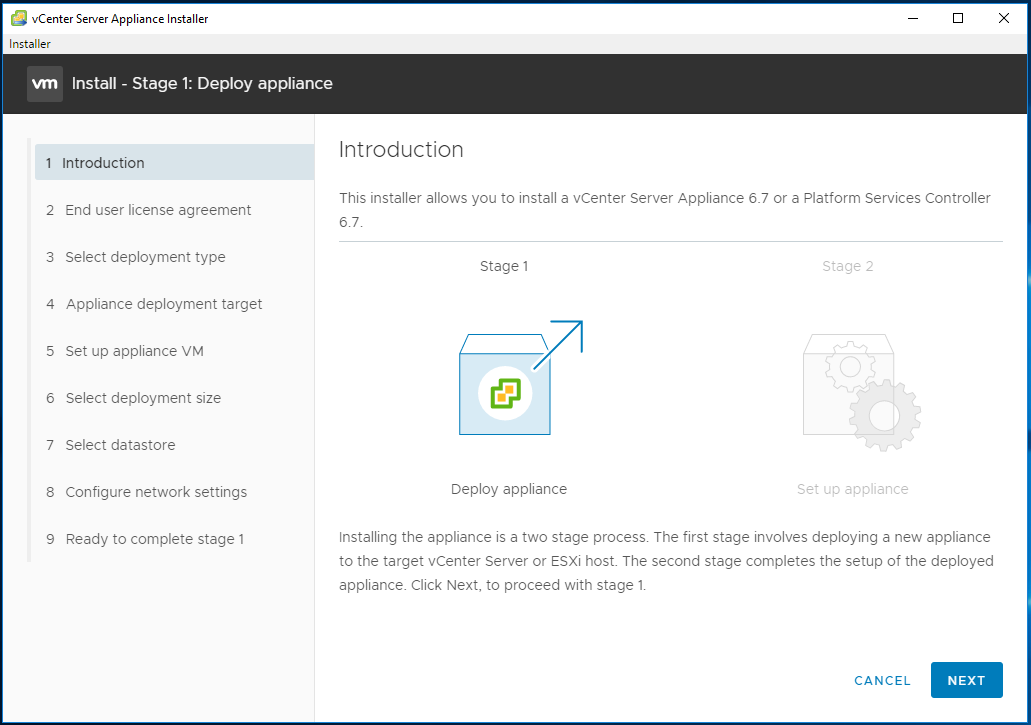 vCenter Server Appliance Installer
Installer
vm Install - Stage 1: Deploy appliance
1 Introduction
2 End user license agreement
3 Select deployment type
4 Appliance deployment target
5 Set up appliance VM
6 Select deployment size
7 Select datastore
8 Configure network settings
9 Ready to complete stage 1
Introduction
This installer allows you to install a vCenter Server Appliance 6.7 or a Platform Services Controller
6.7.
Stage 1
Stage 2
Deploy appliance
Set up appliance
Installing the appliance is a two stage process. The first stage involves deploying a new appliance
to the target vCenter Server or ESXi host. The second stage completes the setup of the deployed
appliance. Click Next, to proceed with stage 1.
CANCEL
NEXT